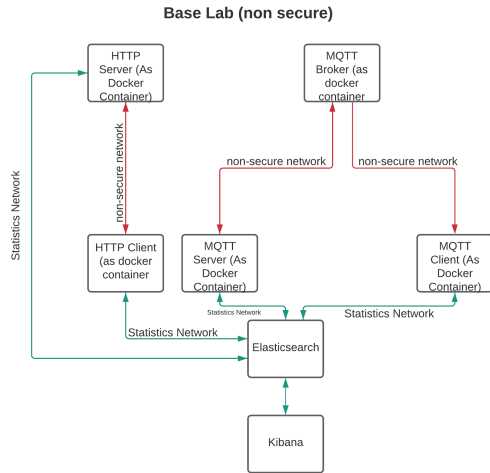 Base Lab (non secure)
HTTP
Server (As
Docker
Container)
MQTT
Broker (as
docker
container
non-secure network
non-secure network
non-secure network
Statistics Network
HTTP Client
(as docker
container
MQTT
Server (As
Docker
Container)
MQTT
Client (As
Docker
Container)
Statistics Network
Statistics Network
Statistics Network
Elasticsearch
Kibana